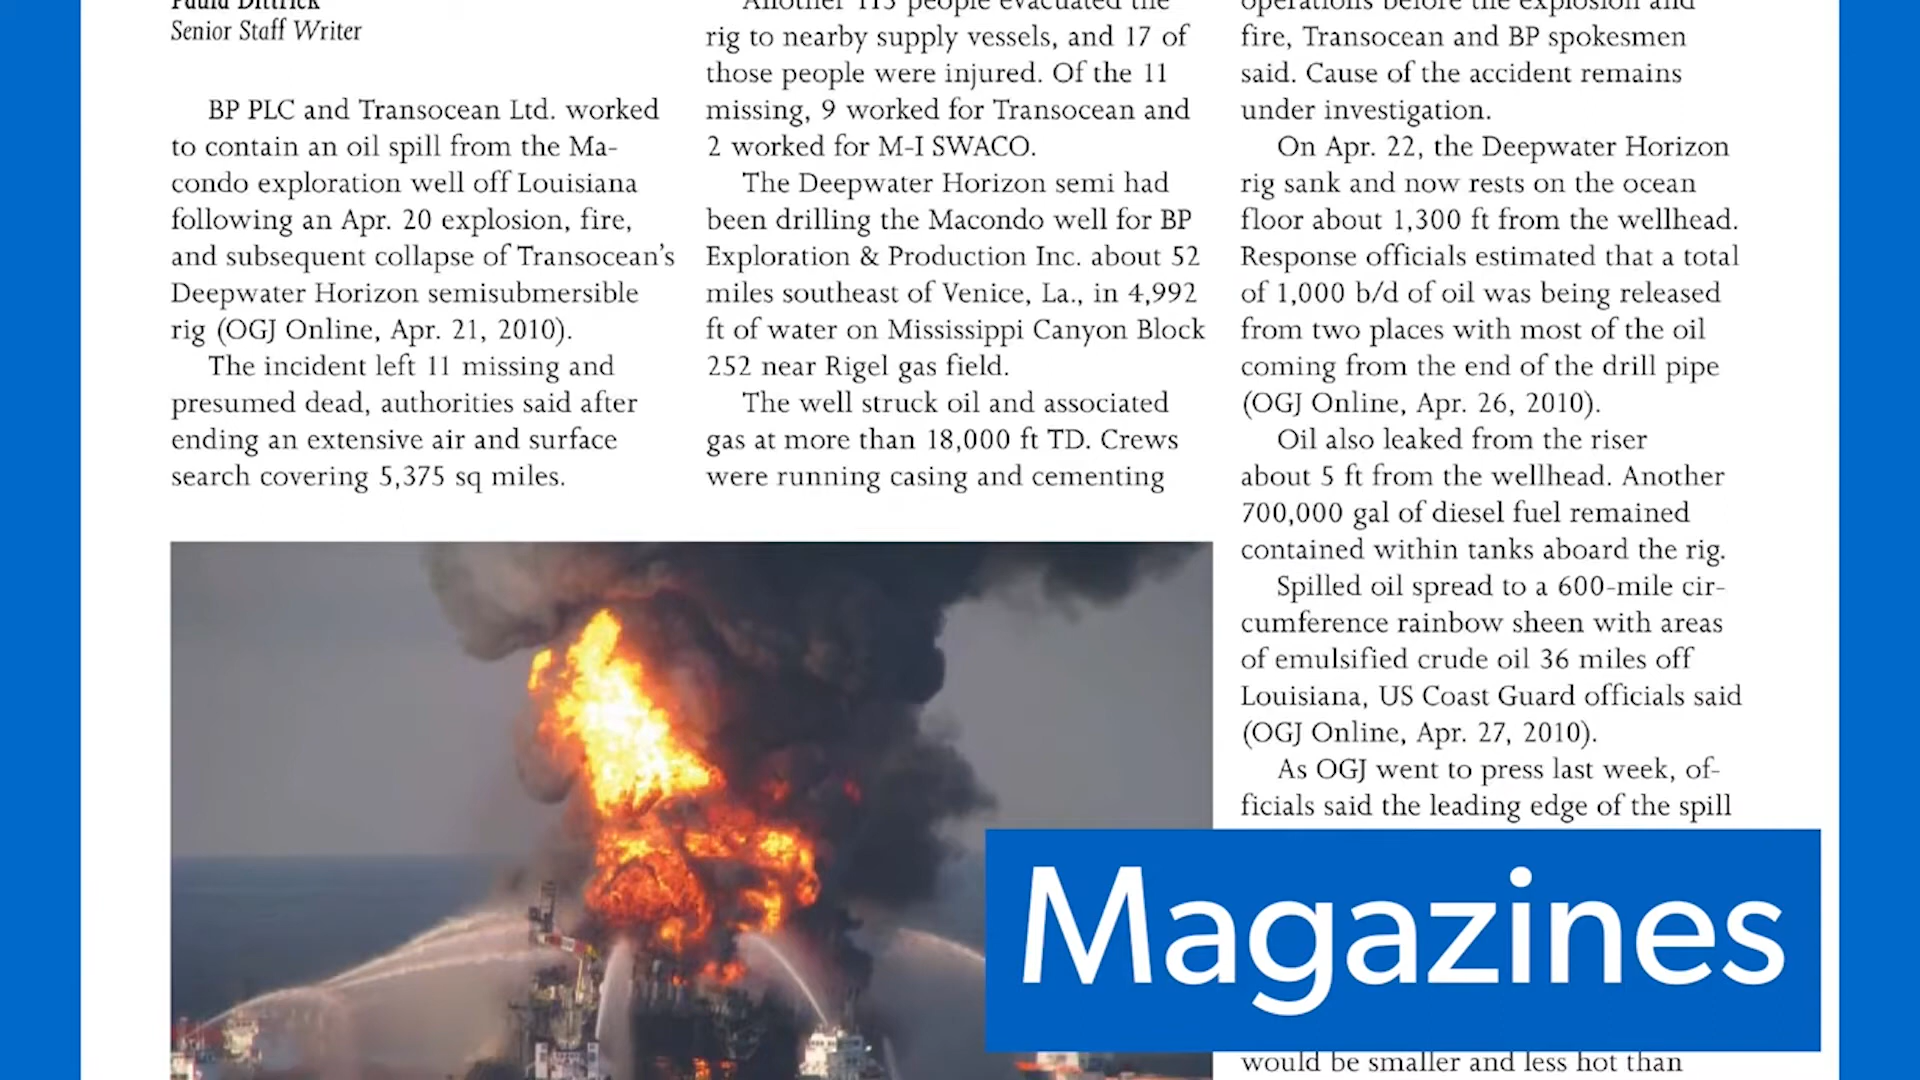 Paula Dittrick
Senior Staff Writer
BP PLC and Transocean Ltd. worked
to contain an oil spill from the Ma-
condo exploration well off Louisiana
following an Apr. 20 explosion, fire,
and subsequent collapse of Transocean's
Deepwater Horizon semisubmersible
rig (OGJ Online, Apr. 21, 2010).
The incident left 11 missing and
presumed dead, authorities said after
ending an extensive air and surface
search covering 5,375 sq miles.
Another 115 people evacuated the
rig to nearby supply vessels, and 17 of
those people were injured. Of the 11
missing, 9 worked for Transocean and
2 worked for M-I SWACO.
The Deepwater Horizon semi had
been drilling the Macondo well for BP
Exploration & Production Inc. about 52
miles southeast of Venice, La., in 4,992
ft of water on Mississippi Canyon Block
252 near Rigel gas field.
The well struck oil and associated
gas at more than 18,000 ft TD. Crews
were running casing and cementing
operations before the explosion and
fire, Transocean and BP spokesmen
said. Cause of the accident remains
under investigation.
On Apr. 22, the Deepwater Horizon
rig sank and now rests on the ocean
floor about 1,300 ft from the wellhead.
Response officials estimated that a total
of 1,000 b/d of oil was being released
from two places with most of the oil
coming from the end of the drill pipe
(OGJ Online, Apr. 26, 2010).
Oil also leaked from the riser
about 5 ft from the wellhead. Another
700,000 gal of diesel fuel remained
contained within tanks aboard the rig.
Spilled oil spread to a 600-mile cir-
cumference rainbow sheen with areas
of emulsified crude oil 36 miles off
Louisiana, US Coast Guard officials said
(OGJ Online, Apr. 27, 2010).
As OGJ went to press last week, of-
ficials said the leading edge of the spill
would be smaller and less hot than
Magazines